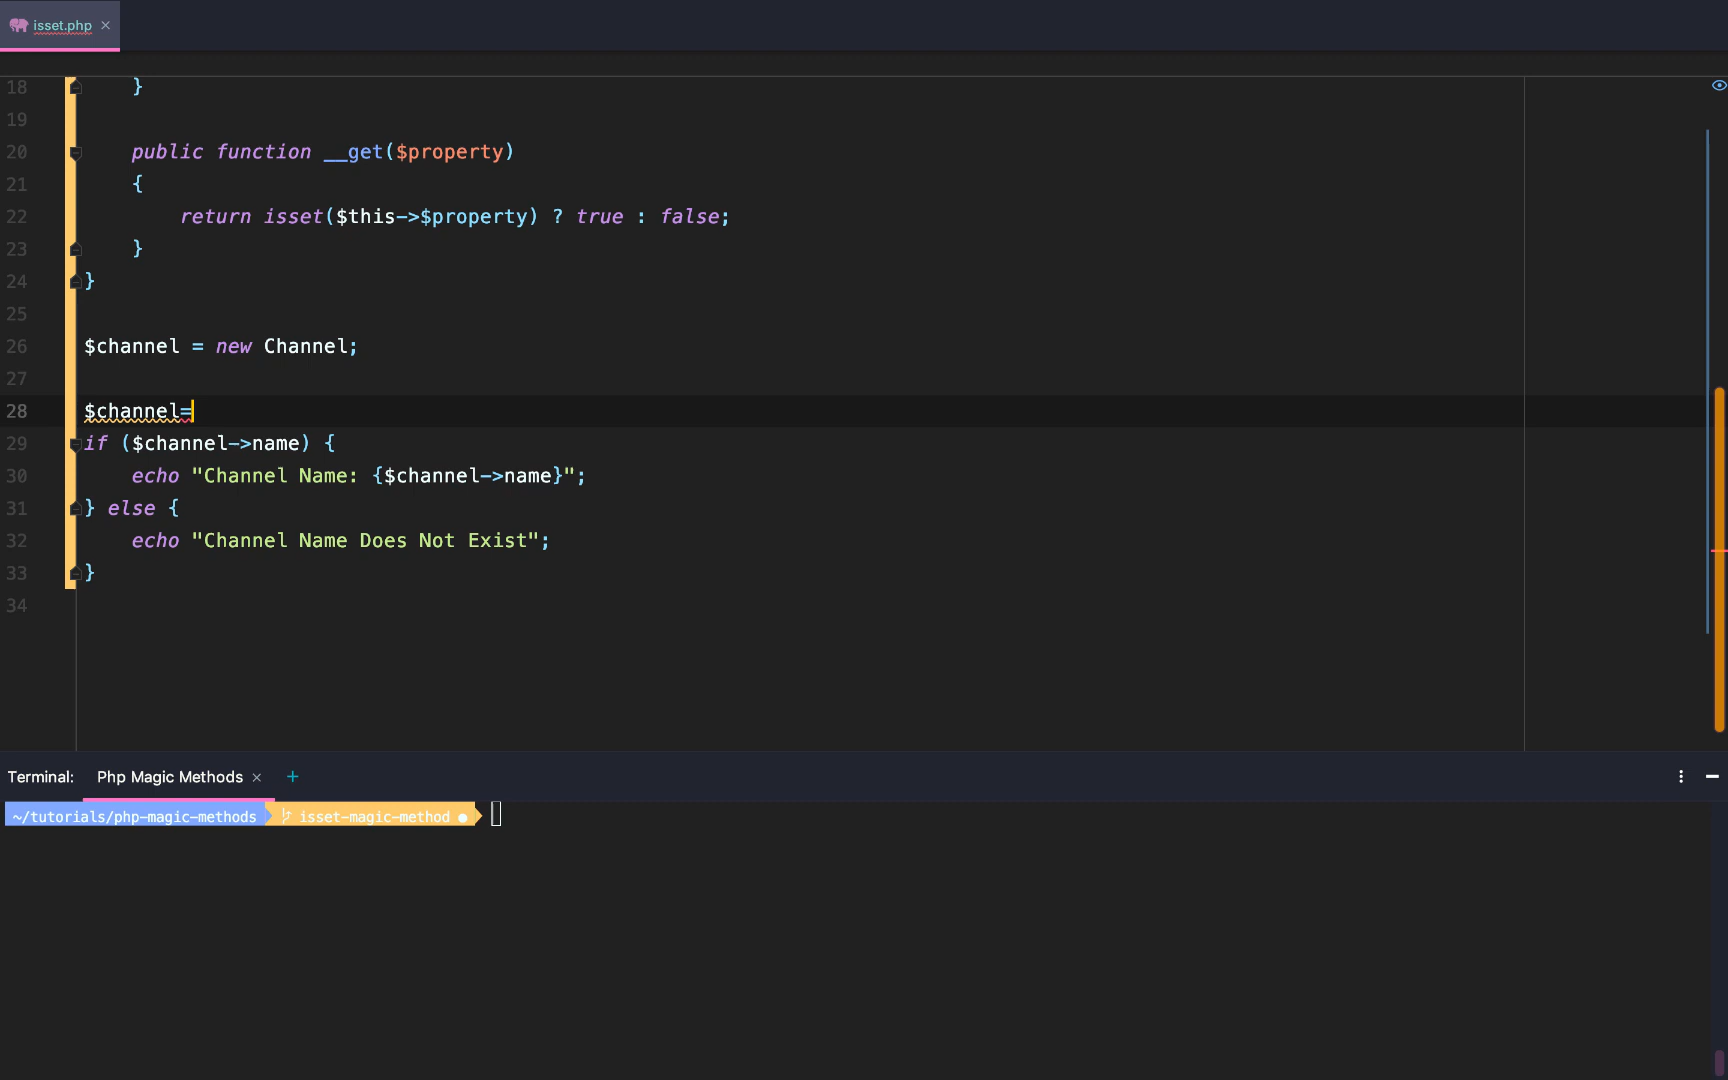 isset.php ×
18     }
19
20     public function __get($property)
21     {
22         return isset($this->$property) ? true : false;
23     }
24 }
25
26 $channel = new Channel;
27
28 $channel=
29 if ($channel->name) {
30     echo "Channel Name: {$channel->name}";
31 } else {
32     echo "Channel Name Does Not Exist";
33 }
34
Terminal: Php Magic Methods × +
~/tutorials/php-magic-methods isset-magic-method ●